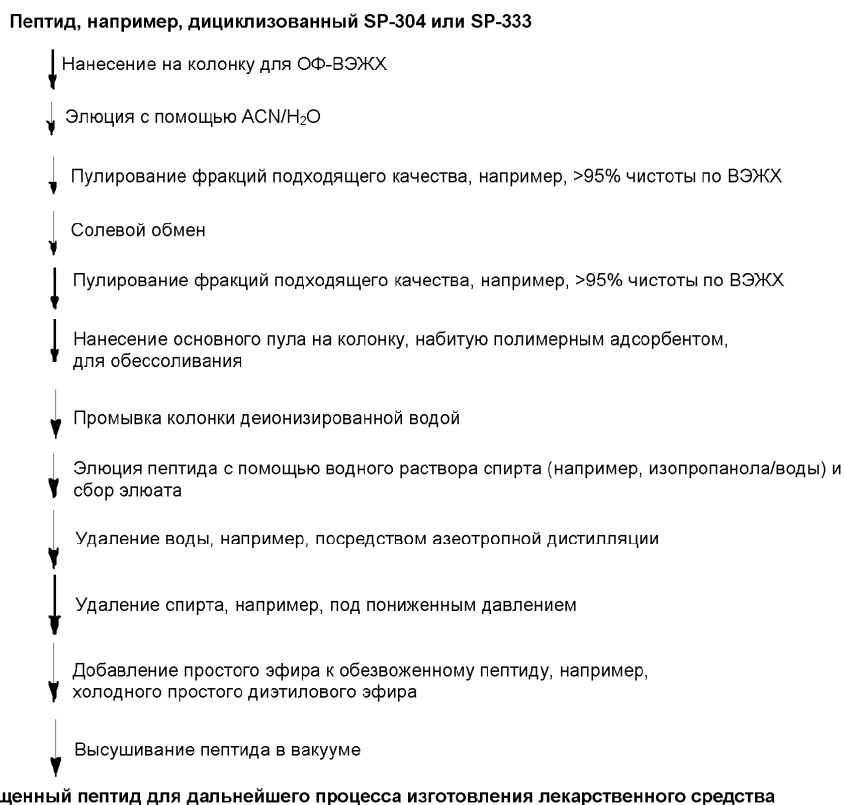 Пептид, например, дициклизованный SP-304 или SP-333
Нанесение на колонку для ОФ-ВЭЖХ
Элюция с помощью ACN/H₂O
Пулирование фракций подходящего качества, например, >95% чистоты по ВЭЖХ
Солевой обмен
Пулирование фракций подходящего качества, например, >95% чистоты по ВЭЖХ
Нанесение основного пула на колонку, набитую полимерным адсорбентом,
для обессоливания
Промывка колонки деионизированной водой
Элюция пептида с помощью водного раствора спирта (например, изопропанола/воды) и
сбор элюата
Удаление воды, например, посредством азеотропной дистилляции
Удаление спирта, например, под пониженным давлением
Добавление простого эфира к обезвоженному пептиду, например,
холодного простого диэтилового эфира
Высушивание пептида в вакууме
щенный пептид для дальнейшего процесса изготовления лекарственного средства